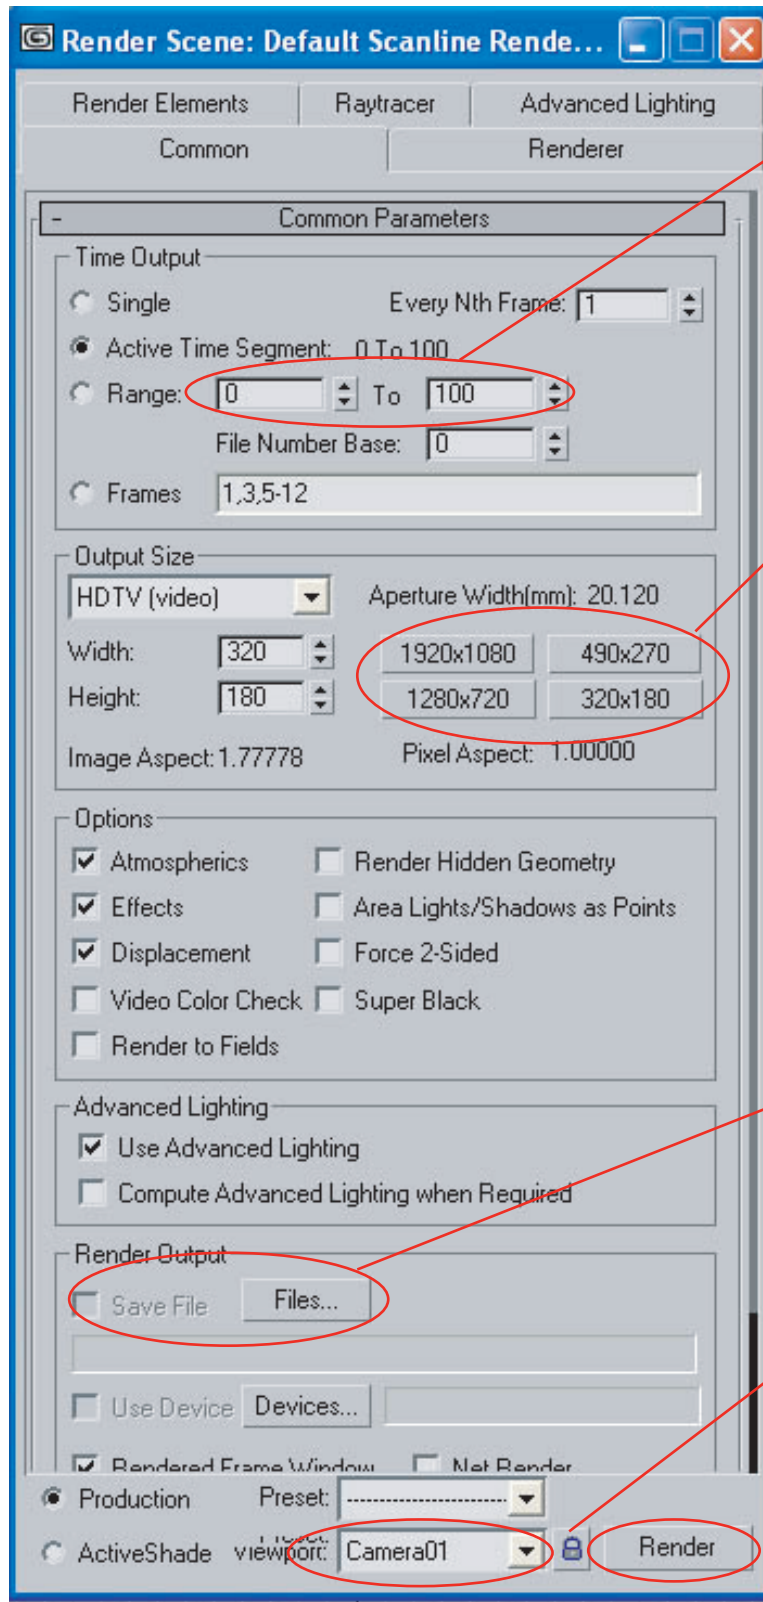 Render Scene: Default Scanline Rende...
Render Elements Raytracer Advanced Lighting
Common Renderer
- Common Parameters
Time Output
Single Every Nth Frame: 1
Active Time Segment: 0 To 100
Range: 0 To 100
File Number Base: 0
Frames 1,3,5-12
Output Size
HDTV (video) Aperture Width(mm): 20.120
Width: 320 1920x1080 490x270
Height: 180 1280x720 320x180
Image Aspect: 1.77778 Pixel Aspect: 1.00000
Options
Atmospherics Render Hidden Geometry
Effects Area Lights/Shadows as Points
Displacement Force 2-Sided
Video Color Check Super Black
Render to Fields
Advanced Lighting
Use Advanced Lighting
Compute Advanced Lighting when Required
Render Output
Save File Files...
Use Device Devices...
Rendered Frame Window Net Render
Production Preset: -----------------------
ActiveShade Viewport: Camera01 Render